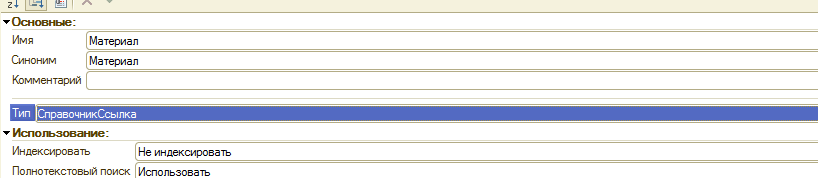 Основные:
Имя Материал
Синоним Материал
Комментарий
Тип СправочникСсылка
Использование:
Индексировать Не индексировать
Полнотекстовый поиск Использовать